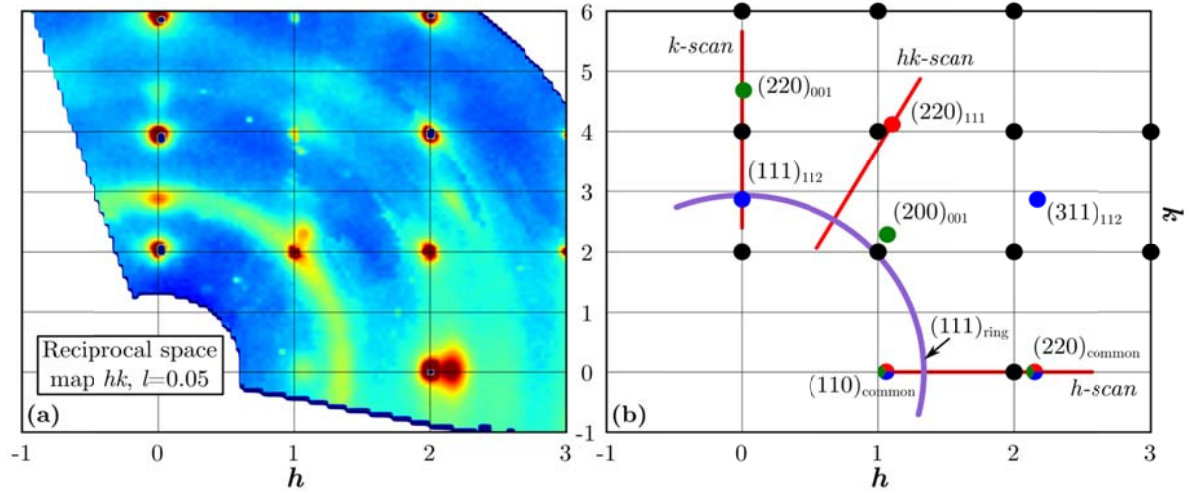 Reciprocal space
map hk, l=0.05
(a)
-1
0
1
2
3
h
6
5
4
3
2
1
0
-1
k-scan
hk-scan
(220)001
(220)111
(111)112
(200)001
(311)112
(111)ring
(220)common
(110)common
h-scan
k
(b)
-1
0
1
2
3
h